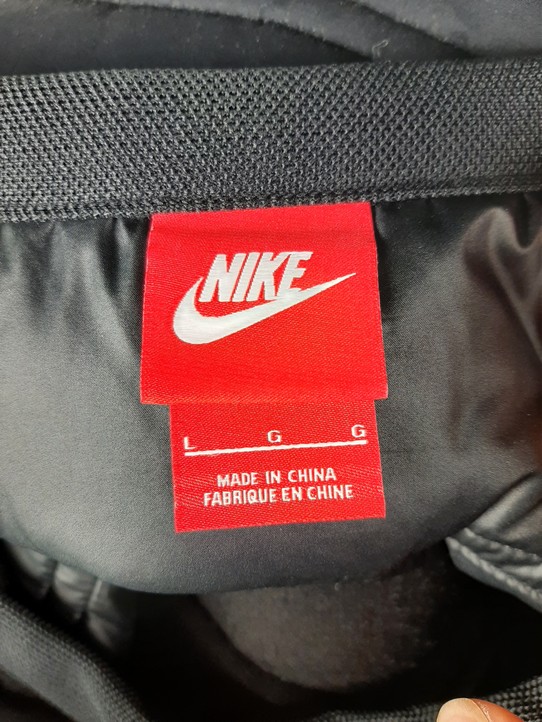 NIKE
L G G
MADE IN CHINA
FABRIQUE EN CHINE